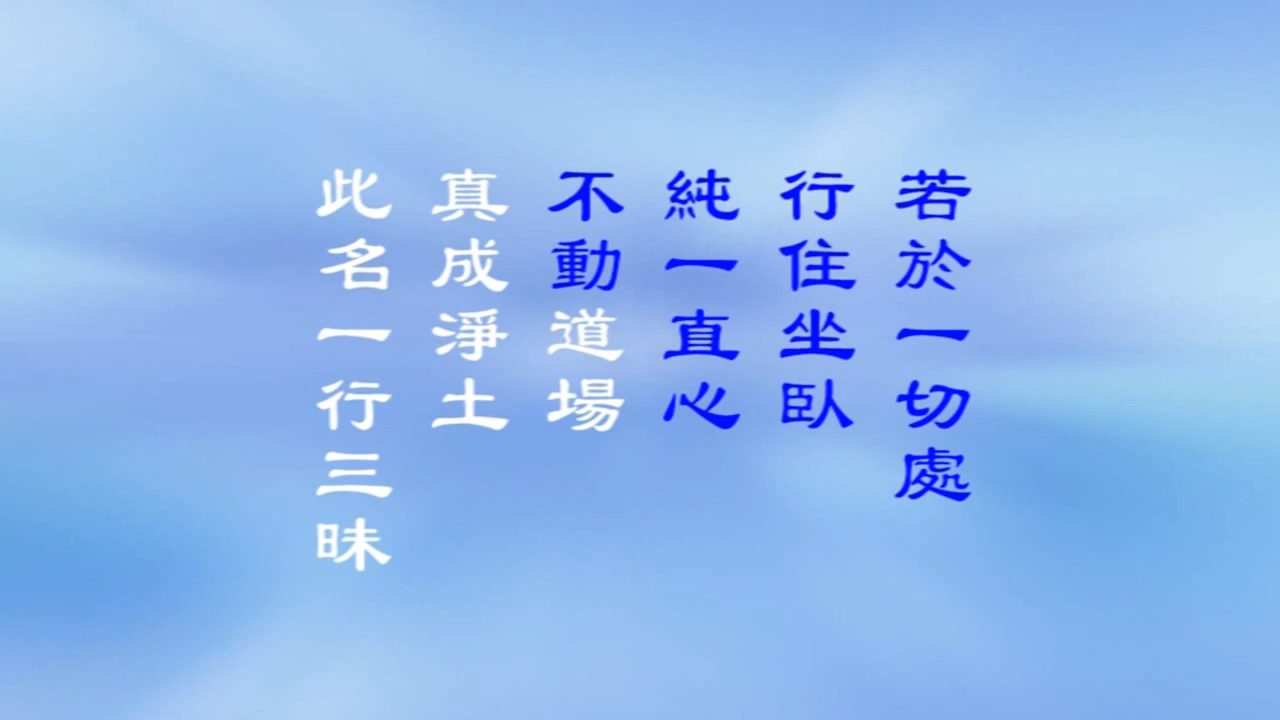 若於一切處
行住坐臥
純一直心
不動道場
真成淨土
此名一行三昧